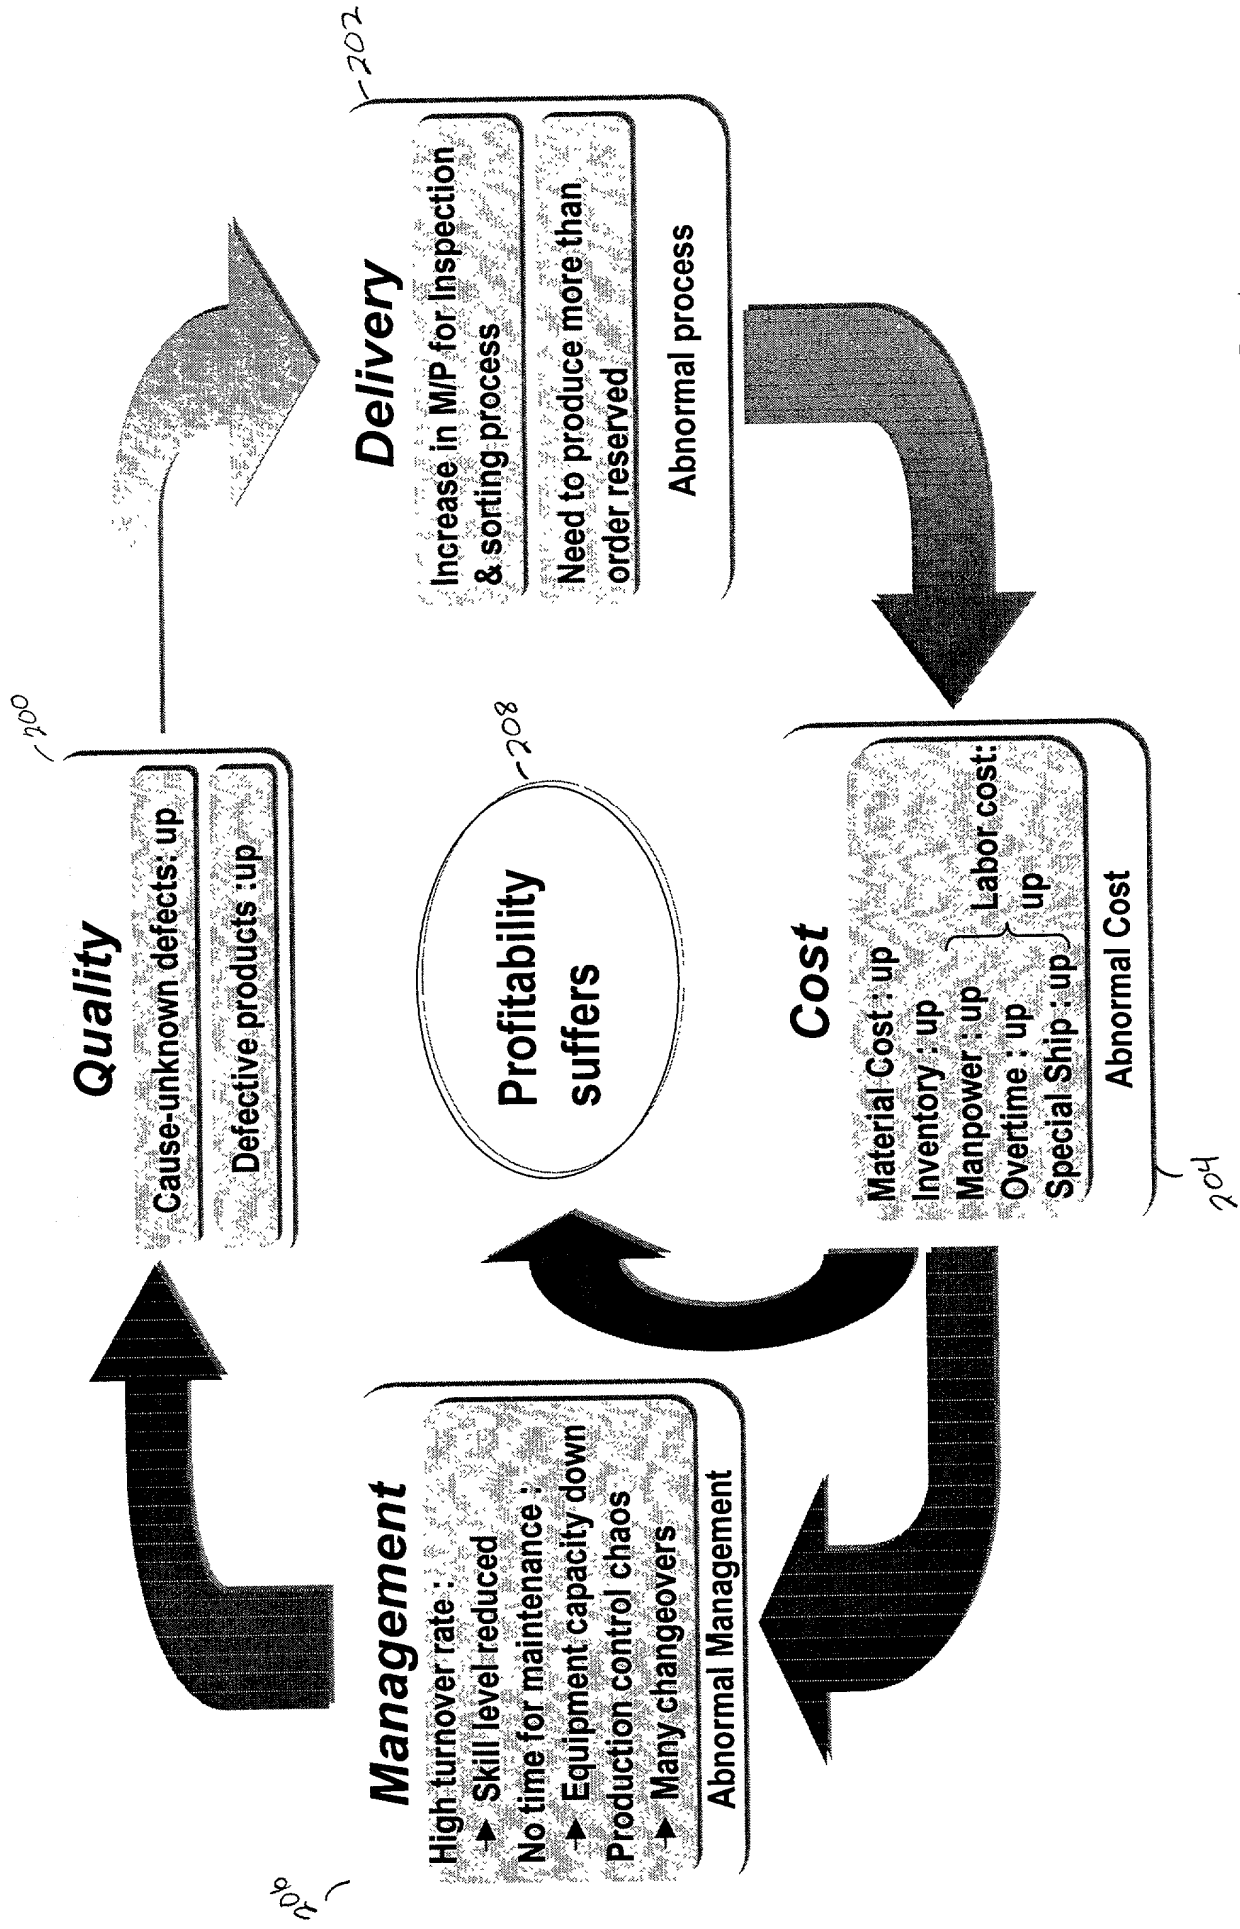 200
Quality
Cause-unknown defects: up
Defective products :up
202
Delivery
Increase in M/P for Inspection
& sorting process
Need to produce more than
order reserved
Abnormal process
204
Cost
Material Cost : up
Inventory : up
Manpower : up
Overtime : up
Special Ship : up
Labor cost:
up
Abnormal Cost
206
Management
High turnover rate :
Skill level reduced
No time for maintenance :
Equipment capacity down
Production control chaos
Many changeovers
Abnormal Management
208
Profitability
suffers